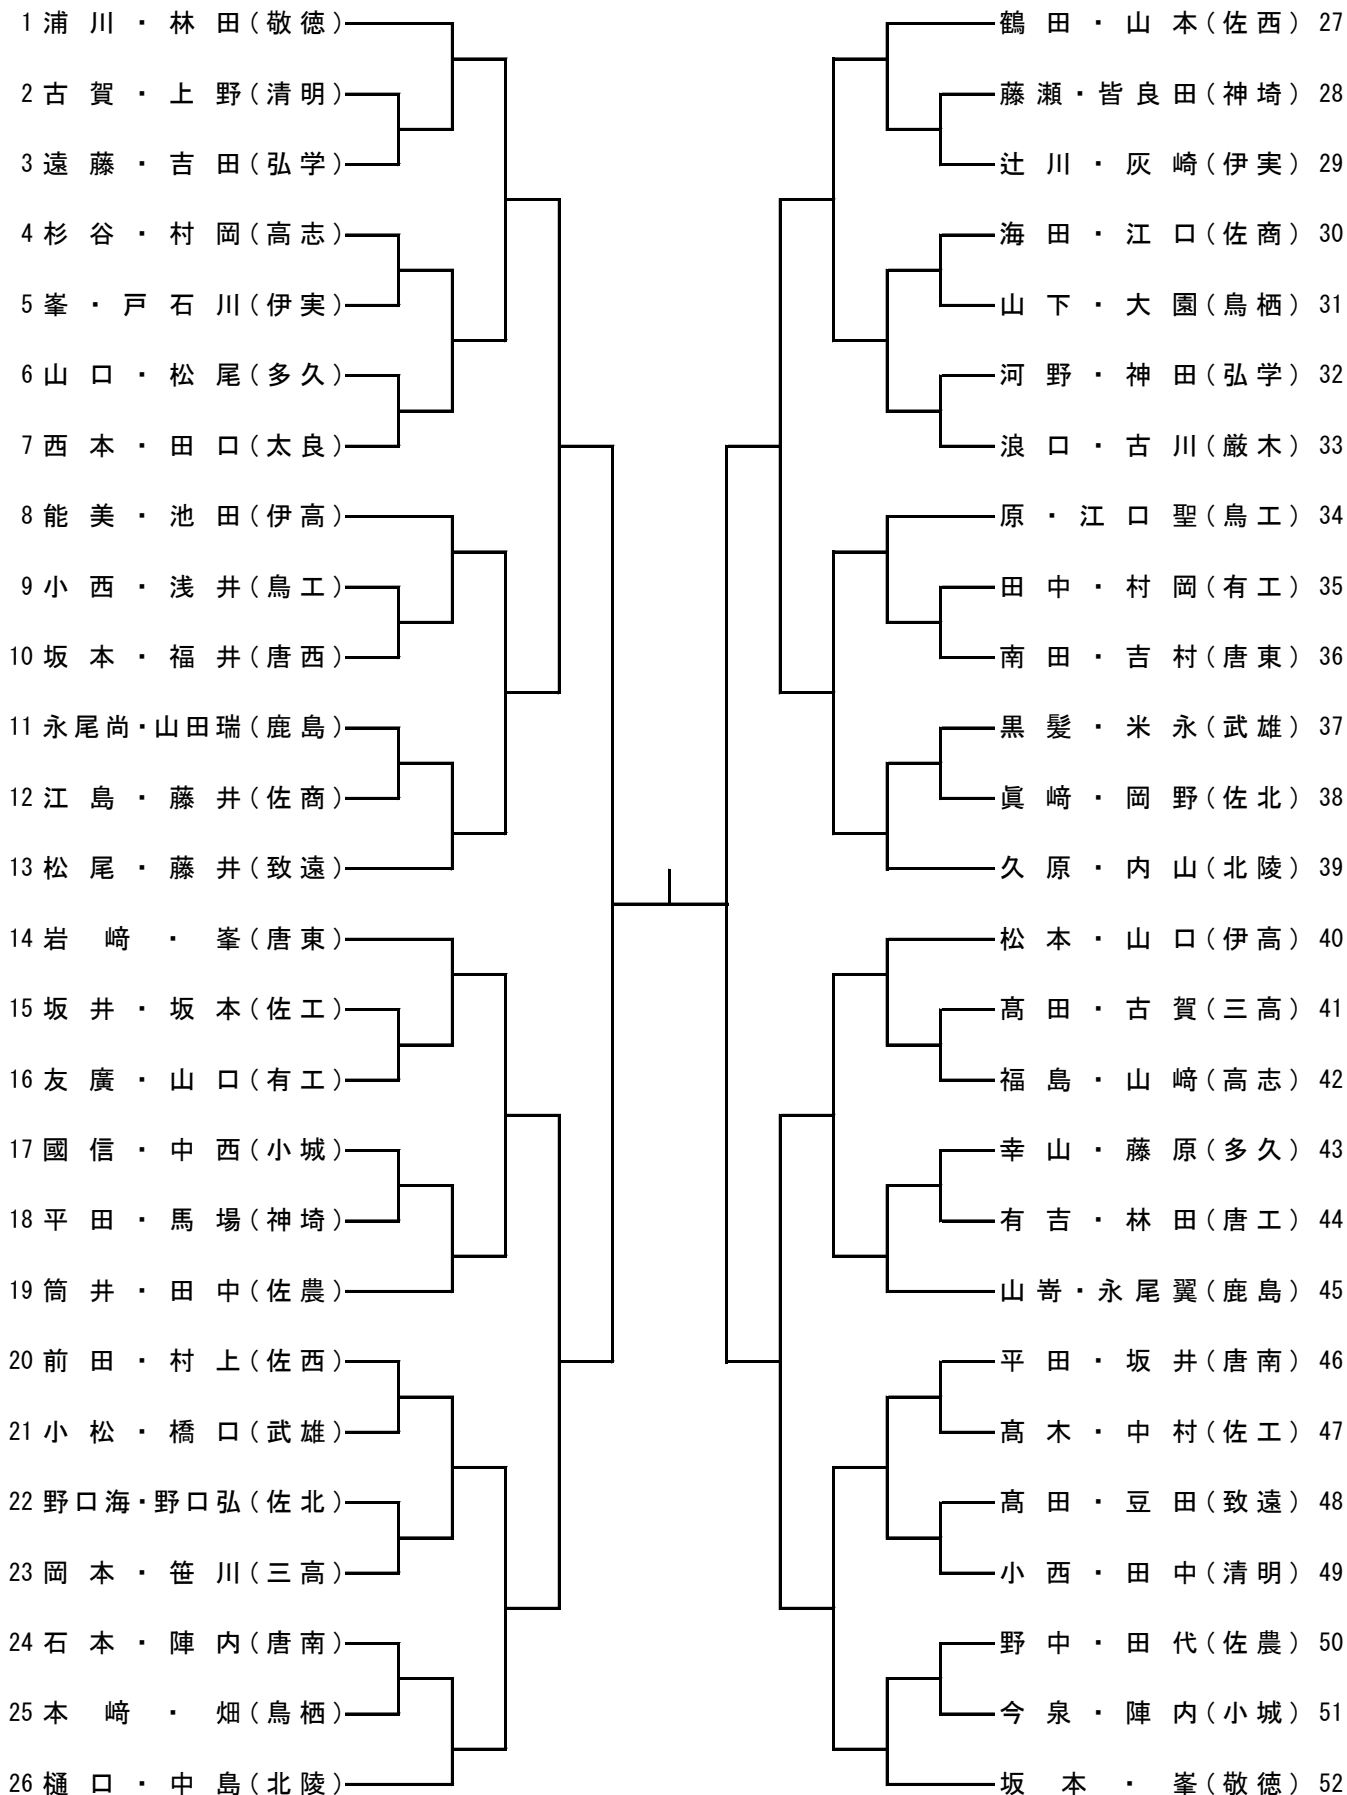 1 浦川・林田(敬徳)
2 古賀・上野(清明)
3 遠藤・吉田(弘学)
4 杉谷・村岡(高志)
5 峯・戸石川(伊実)
6 山口・松尾(多久)
7 西本・田口(太良)
8 能美・池田(伊高)
9 小西・浅井(鳥工)
10 坂本・福井(唐西)
11 永尾尚・山田瑞(鹿島)
12 江島・藤井(佐商)
13 松尾・藤井(致遠)
14 岩﨑・峯(唐東)
15 坂井・坂本(佐工)
16 友廣・山口(有工)
17 國信・中西(小城)
18 平田・馬場(神埼)
19 筒井・田中(佐農)
20 前田・村上(佐西)
21 小松・橋口(武雄)
22 野口海・野口弘(佐北)
23 岡本・笹川(三高)
24 石本・陣内(唐南)
25 本﨑・畑(鳥栖)
26 樋口・中島(北陵)
鶴田・山本(佐西) 27
藤瀬・皆良田(神埼) 28
辻川・灰崎(伊実) 29
海田・江口(佐商) 30
山下・大園(鳥栖) 31
河野・神田(弘学) 32
浪口・古川(厳木) 33
原・江口聖(鳥工) 34
田中・村岡(有工) 35
南田・吉村(唐東) 36
黒髪・米永(武雄) 37
眞﨑・岡野(佐北) 38
久原・内山(北陵) 39
松本・山口(伊高) 40
髙田・古賀(三高) 41
福島・山﨑(高志) 42
幸山・藤原(多久) 43
有吉・林田(唐工) 44
山嵜・永尾翼(鹿島) 45
平田・坂井(唐南) 46
髙木・中村(佐工) 47
髙田・豆田(致遠) 48
小西・田中(清明) 49
野中・田代(佐農) 50
今泉・陣内(小城) 51
坂本・峯(敬徳) 52